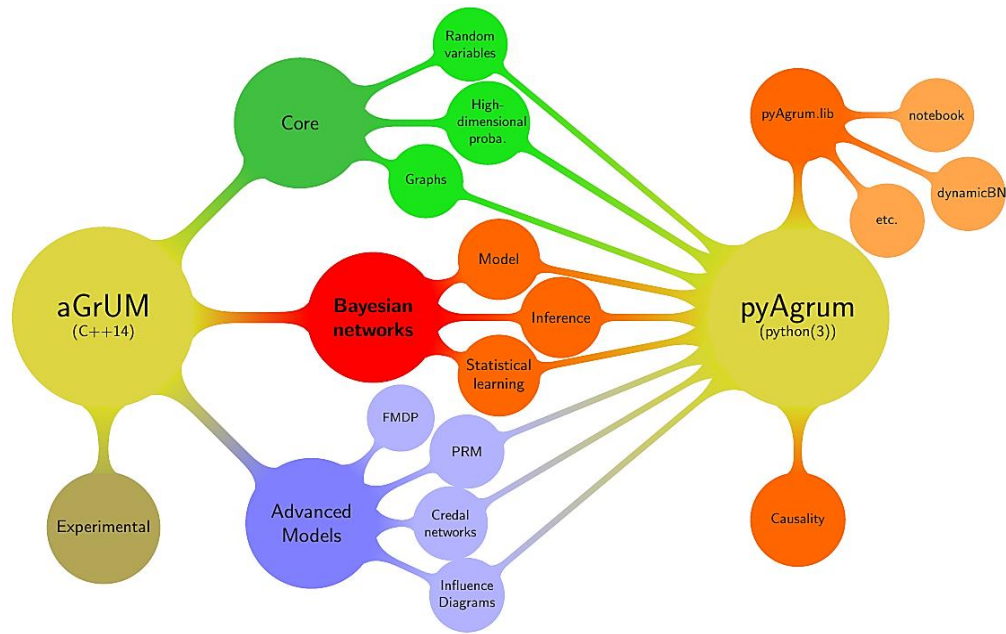 Random
variables
Core
High-
dimensional
proba.
Graphs
pyAgrum.lib
notebook
dynamicBN
etc.
aGrUM
(C++14)
Bayesian
networks
Model
Inference
Statistical
learning
pyAgrum
(python(3))
FMDP
PRM
Advanced
Models
Credal
networks
Influence
Diagrams
Experimental
Causality